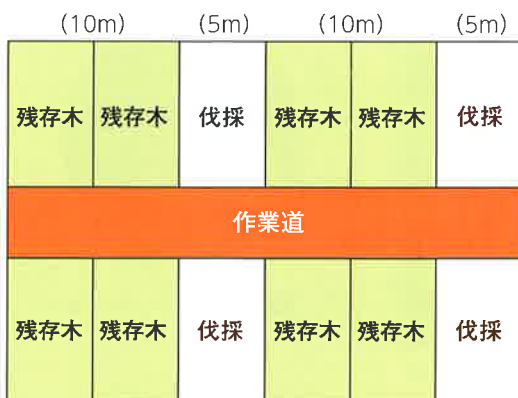 (10m) (5m) (10m) (5m)
残存木 残存木 伐採 残存木 残存木 伐採
作業道
残存木 残存木 伐採 残存木 残存木 伐採